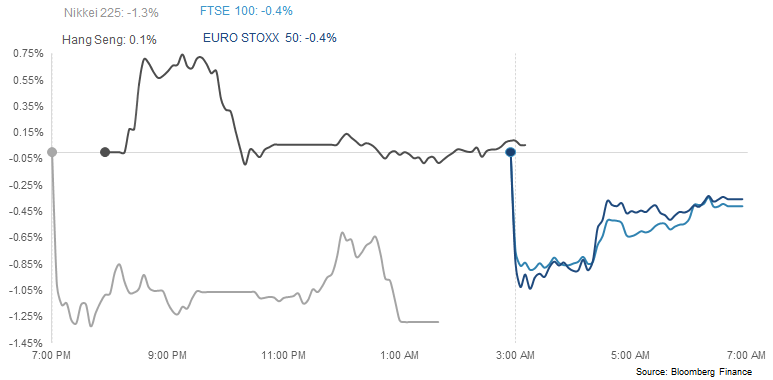 Nikkei 225: -1.3%
FTSE 100: -0.4%
Hang Seng: 0.1%
EURO STOXX 50: -0.4%
0.75%
0.55%
0.35%
0.15%
-0.05%
-0.25%
-0.45%
-0.65%
-0.85%
-1.05%
-1.25%
-1.45%
7:00 PM
9:00 PM
11:00 PM
1:00 AM
3:00 AM
5:00 AM
7:00 AM
Source: Bloomberg Finance